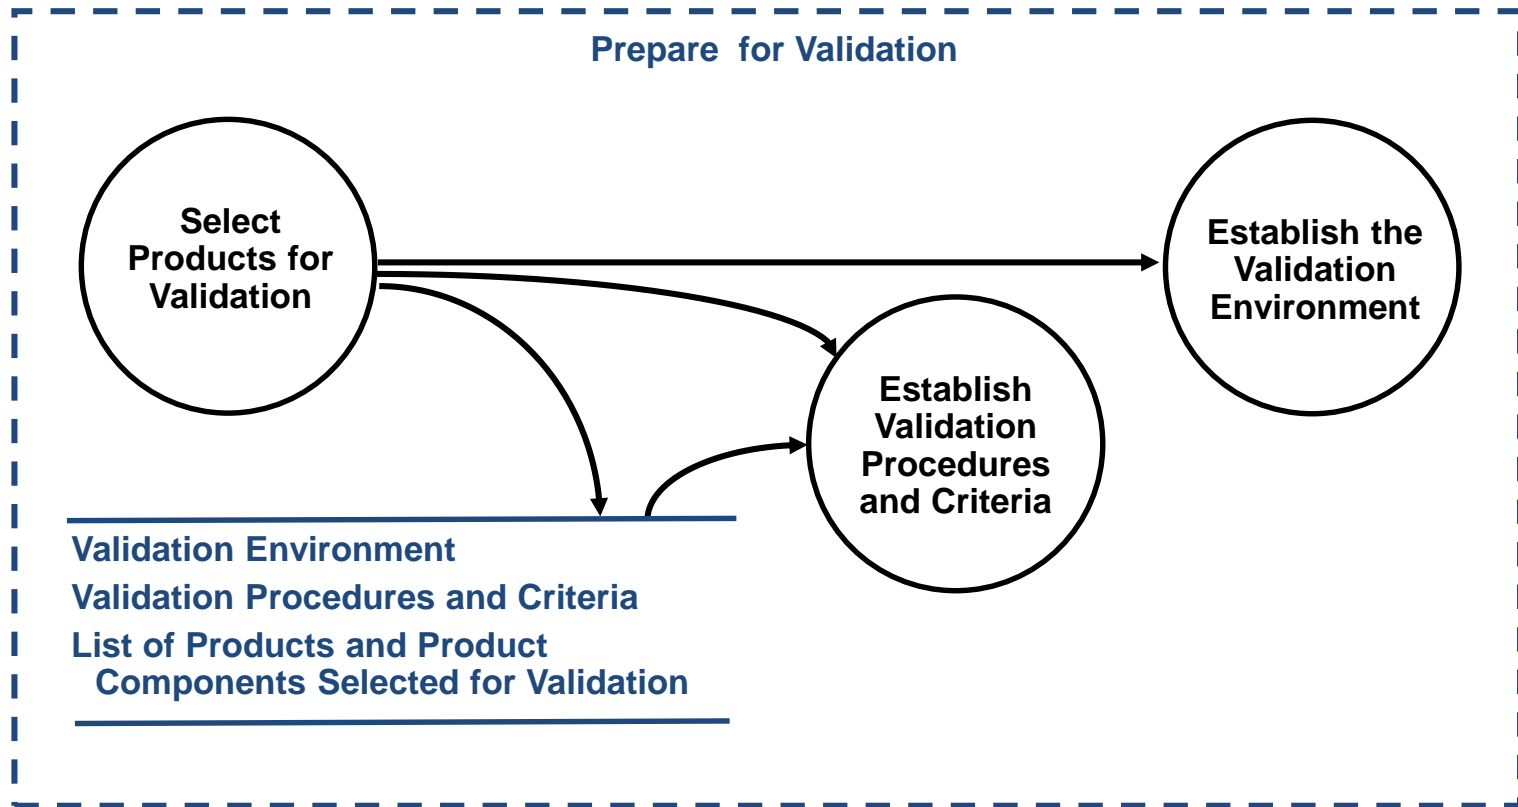 Prepare for Validation
Select
Products for
Validation
Establish the
Validation
Environment
Establish
Validation
Procedures
and Criteria
Validation Environment
Validation Procedures and Criteria
List of Products and Product
Components Selected for Validation